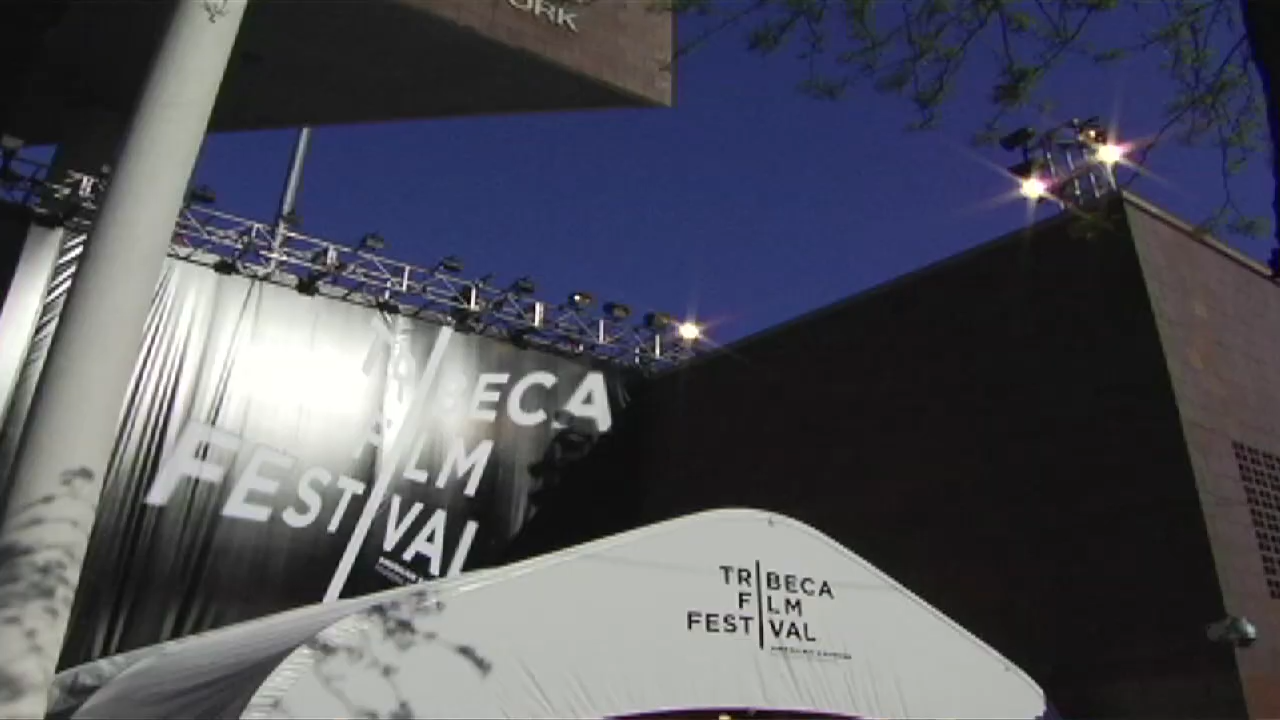 ORK
TRIBECA
FILM
FESTIVAL
TRIBECA
FILM
FESTIVAL